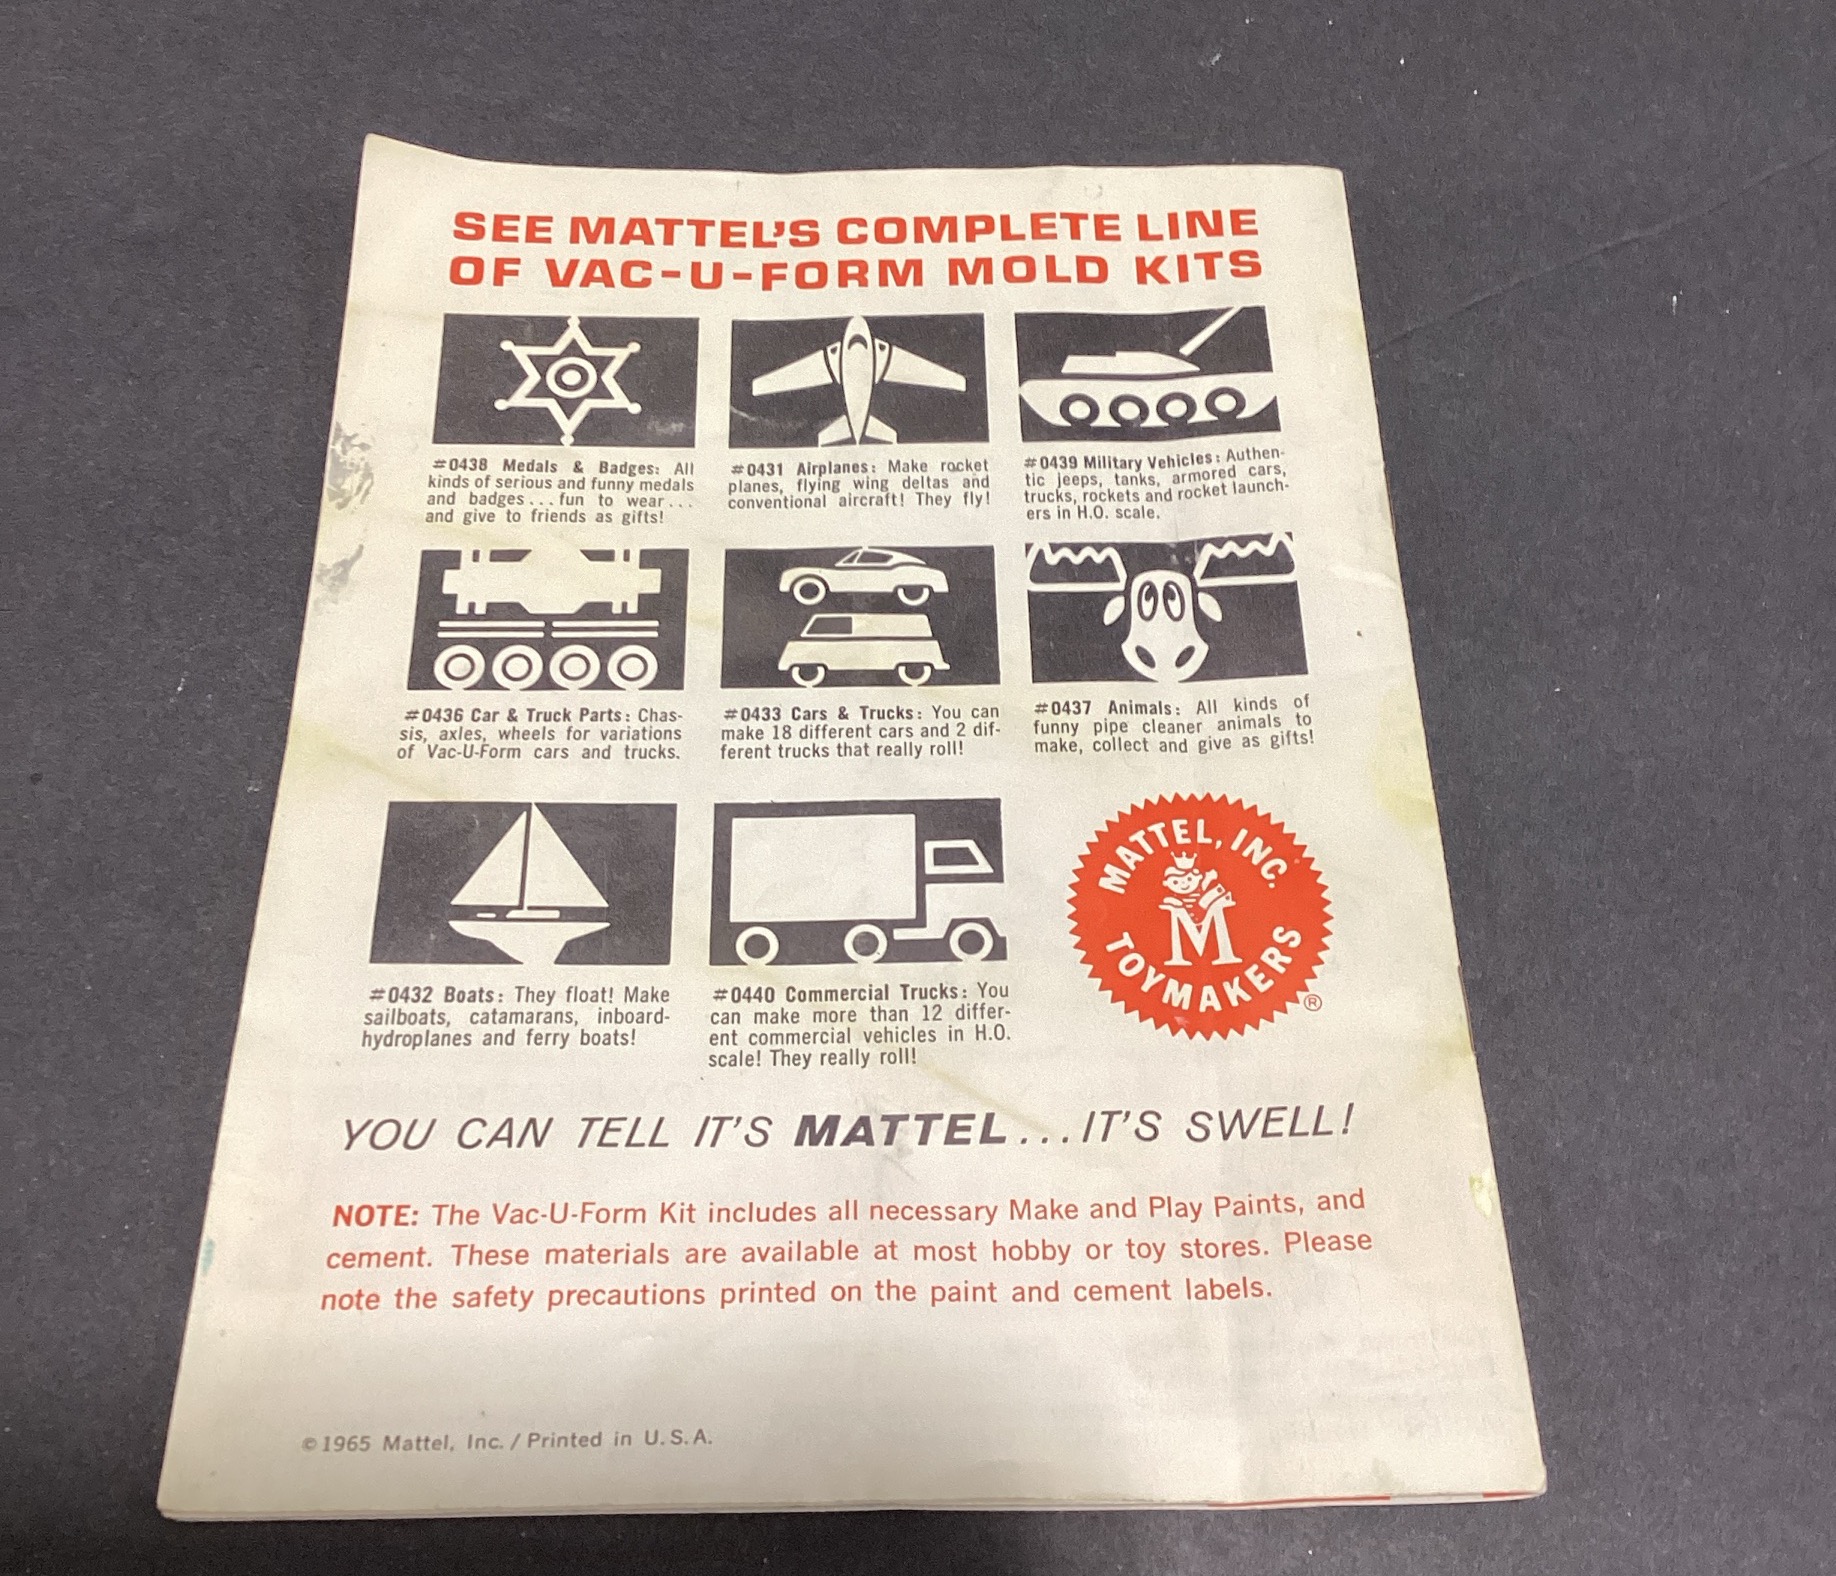 SEE MATTEL'S COMPLETE LINE
OF VAC-U-FORM MOLD KITS
#0438 Medals & Badges: All
kinds of serious and funny medals
and badges...fun to wear...
and give to friends as gifts!
#0431 Airplanes: Make rocket
planes, flying wing deltas and
conventional aircraft! They fly!
#0439 Military Vehicles: Authen-
tic jeeps, tanks, armored cars,
trucks, rockets and rocket launch-
ers in H.O. scale.
#0436 Car & Truck Parts: Chas-
sis, axles, wheels for variations
of Vac-U-Form cars and trucks.
#0433 Cars & Trucks: You can
make 18 different cars and 2 dif-
ferent trucks that really roll!
#0437 Animals: All kinds of
funny pipe cleaner animals to
make, collect and give as gifts!
#0432 Boats: They float! Make
sailboats, catamarans, inboard-
hydroplanes and ferry boats!
#0440 Commercial Trucks: You
can make more than 12 differ-
ent commercial vehicles in H.O.
scale! They really roll!
MATTEL, INC.
M
TOYMAKERS
®
YOU CAN TELL IT'S MATTEL...IT'S SWELL!
NOTE: The Vac-U-Form Kit includes all necessary Make and Play Paints, and
cement. These materials are available at most hobby or toy stores. Please
note the safety precautions printed on the paint and cement labels.
©1965 Mattel, Inc. / Printed in U.S.A.